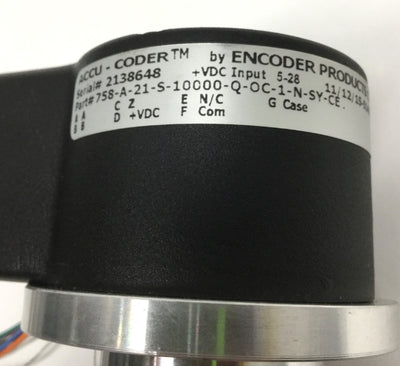 ACCU - CODER™ by ENCODER PRODUCTS
Serial# 2138648 +VDC Input 5-28
Part# 758-A-21-S-10000-Q-OC-1-N-SY-CE
A A C Z E N/C G Case
B B D +VDC F Com